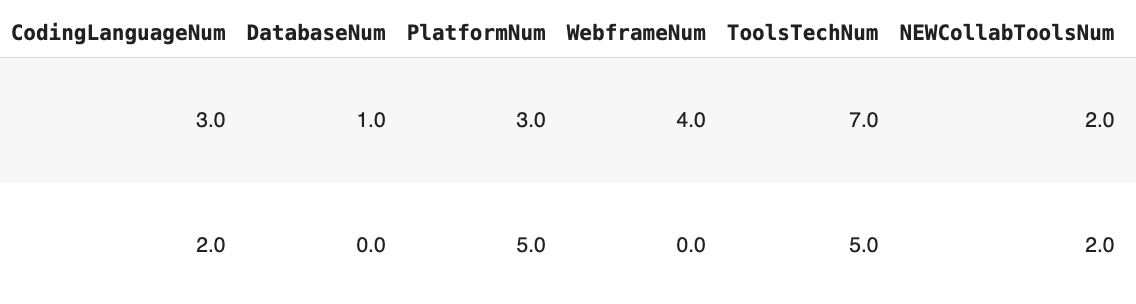 CodingLanguageNum DatabaseNum PlatformNum WebframeNum ToolsTechNum NEWCollabToolsNum
3.0 1.0 3.0 4.0 7.0 2.0
2.0 0.0 5.0 0.0 5.0 2.0